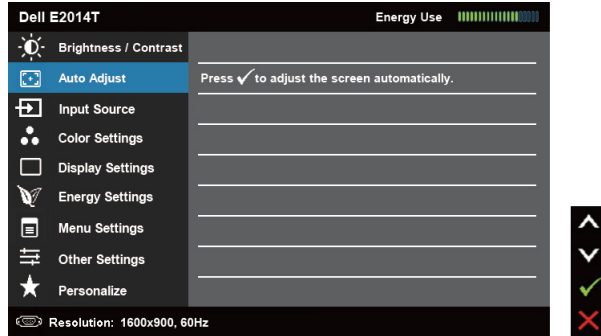 Dell E2014T
Energy Use
Brightness / Contrast
Auto Adjust
Press ✓ to adjust the screen automatically.
Input Source
Color Settings
Display Settings
Energy Settings
Menu Settings
Other Settings
Personalize
Resolution: 1600x900, 60Hz